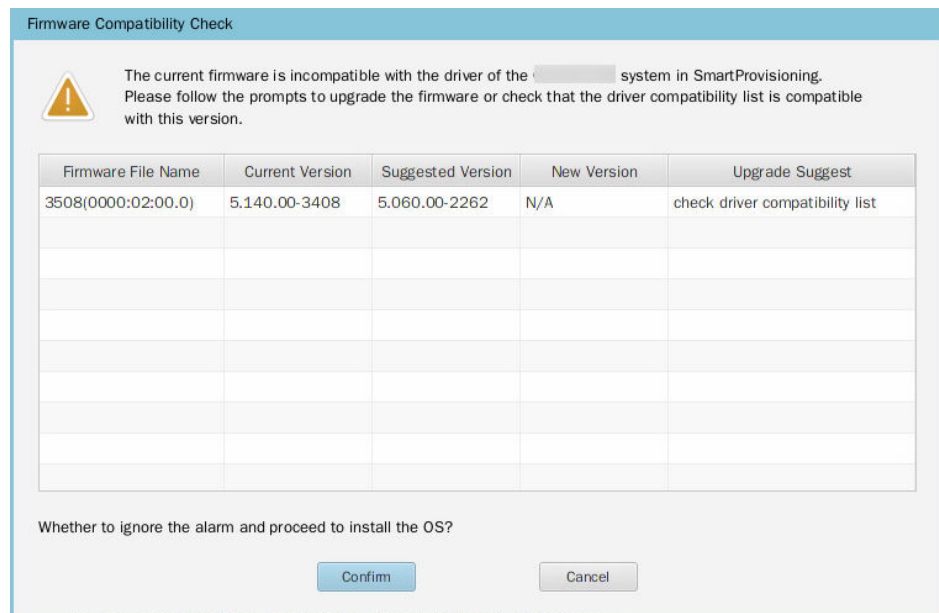 Firmware Compatibility Check
The current firmware is incompatible with the driver of the system in SmartProvisioning.
Please follow the prompts to upgrade the firmware or check that the driver compatibility list is compatible
with this version.
Firmware File Name Current Version Suggested Version New Version Upgrade Suggest
3508(0000:02:00.0) 5.140.00-3408 5.060.00-2262 N/A check driver compatibility list
Whether to ignore the alarm and proceed to install the OS?
Confirm Cancel